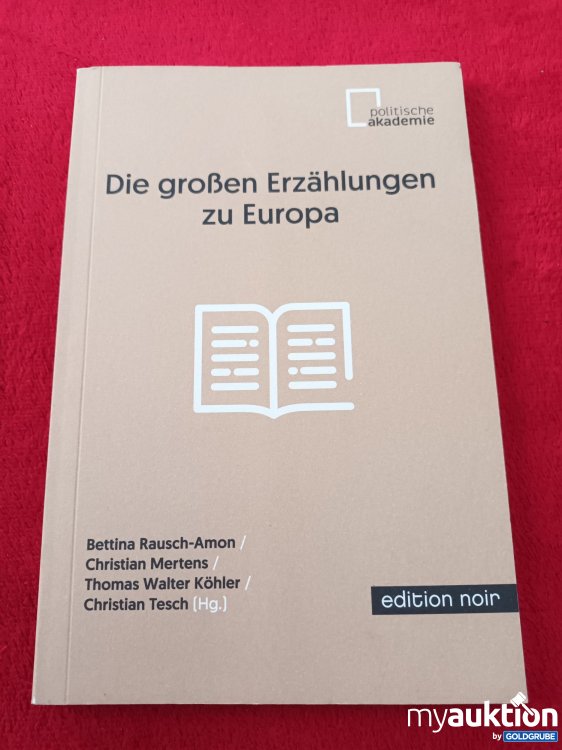 politische
akademie
Die großen Erzählungen
zu Europa
Bettina Rausch-Amon /
Christian Mertens /
Thomas Walter Köhler /
Christian Tesch (Hg.)
edition noir
myauktion
by GOLDGRUBE